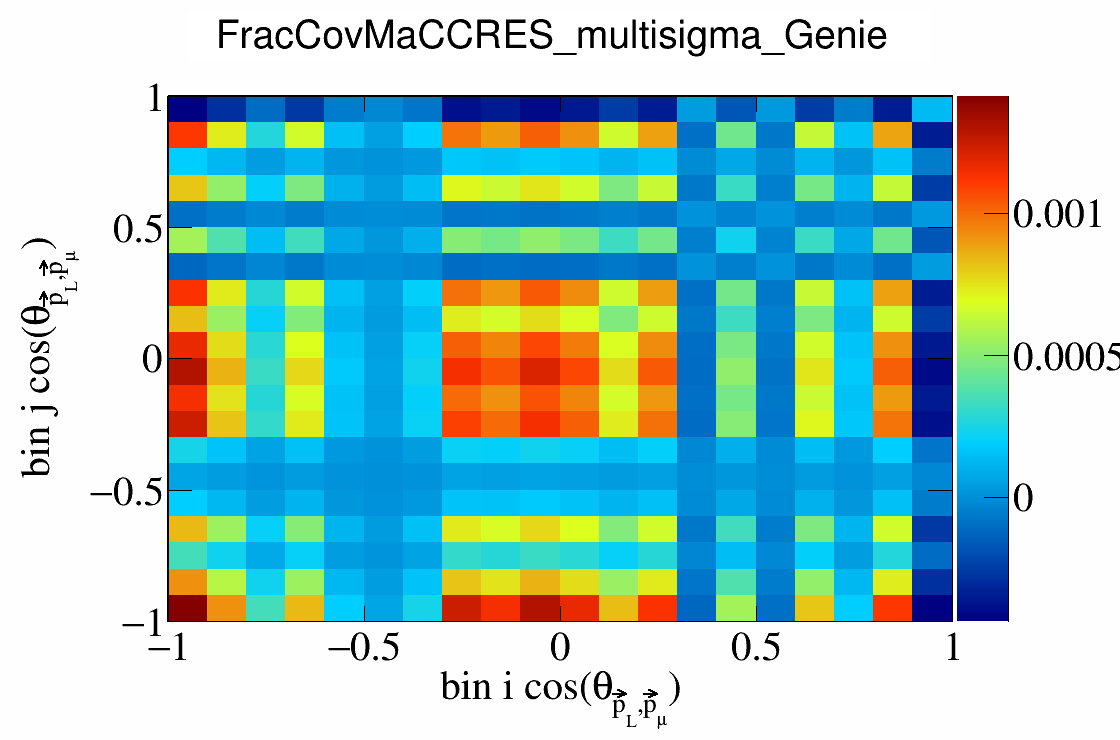 FracCovMaCCRES_multisigma_Genie
1
0.5
0
−0.5
−1
bin j cos(θ p⃗L,p⃗μ)
−1 −0.5 0 0.5 1
bin i cos(θ p⃗L,p⃗μ)
0.001
0.0005
0